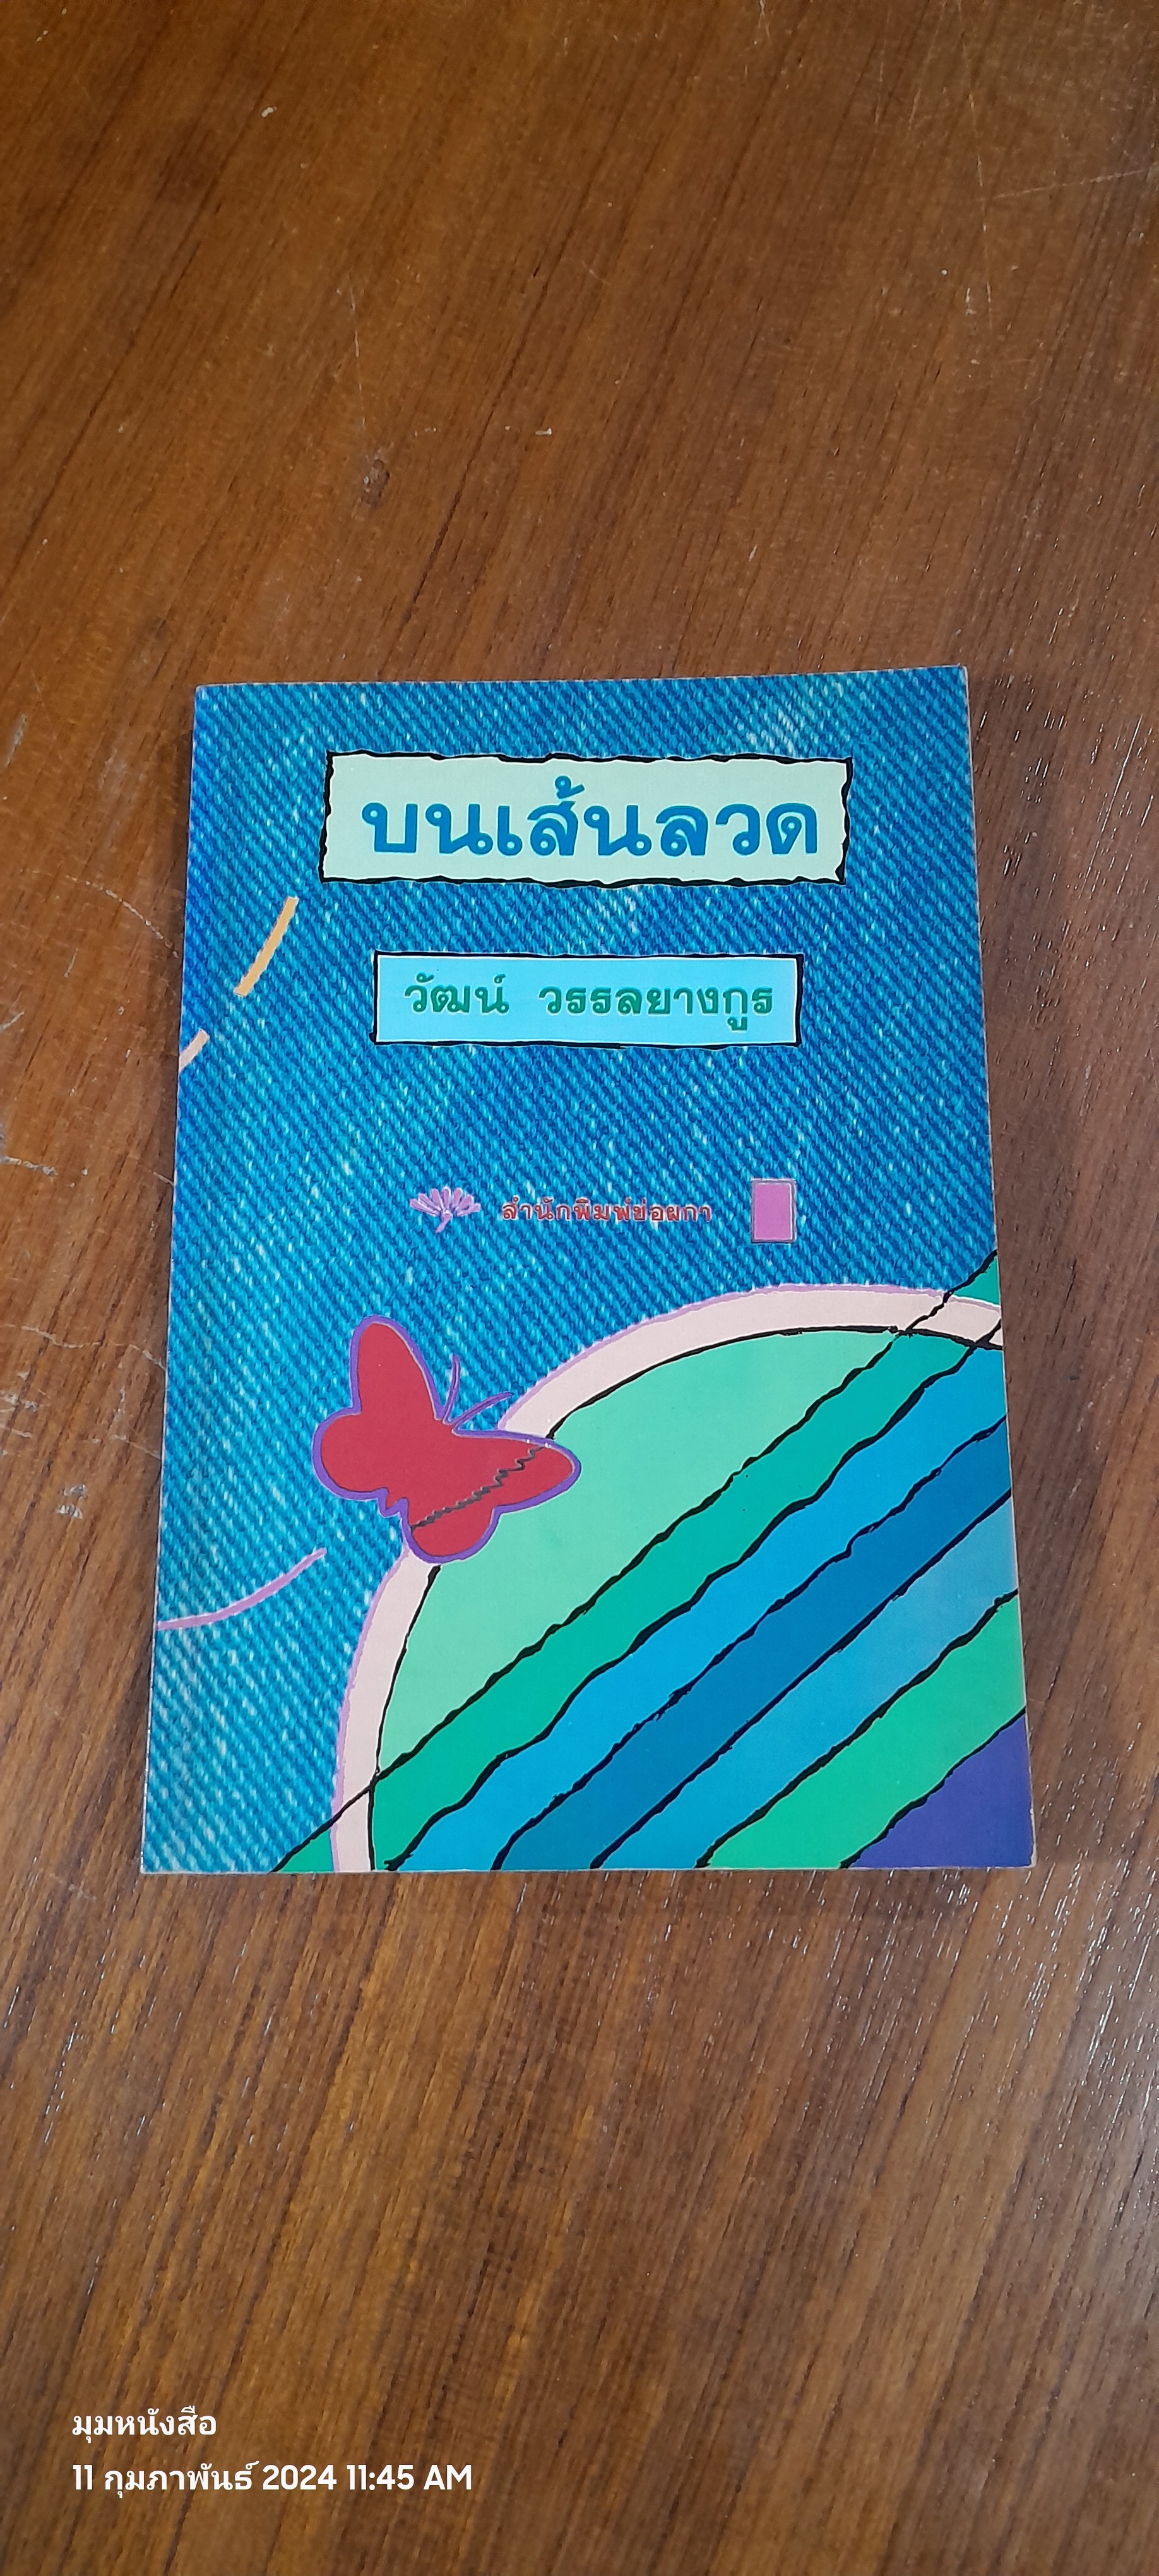 บนเส้นลวด
วัฒน์ วรรลยางกูร
สำนักพิมพ์ช่อผกา
มุมหนังสือ
11 กุมภาพันธ์ 2024 11:45 AM